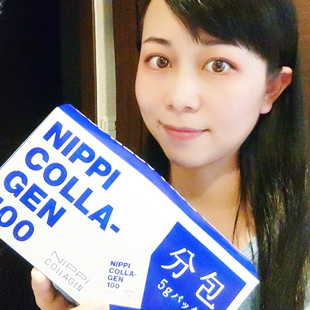 NIPPI
COLLA-
GEN
100
NIPPI
COLLAGEN
NIPPI
COLLA-
GEN
100
分包
5gパック